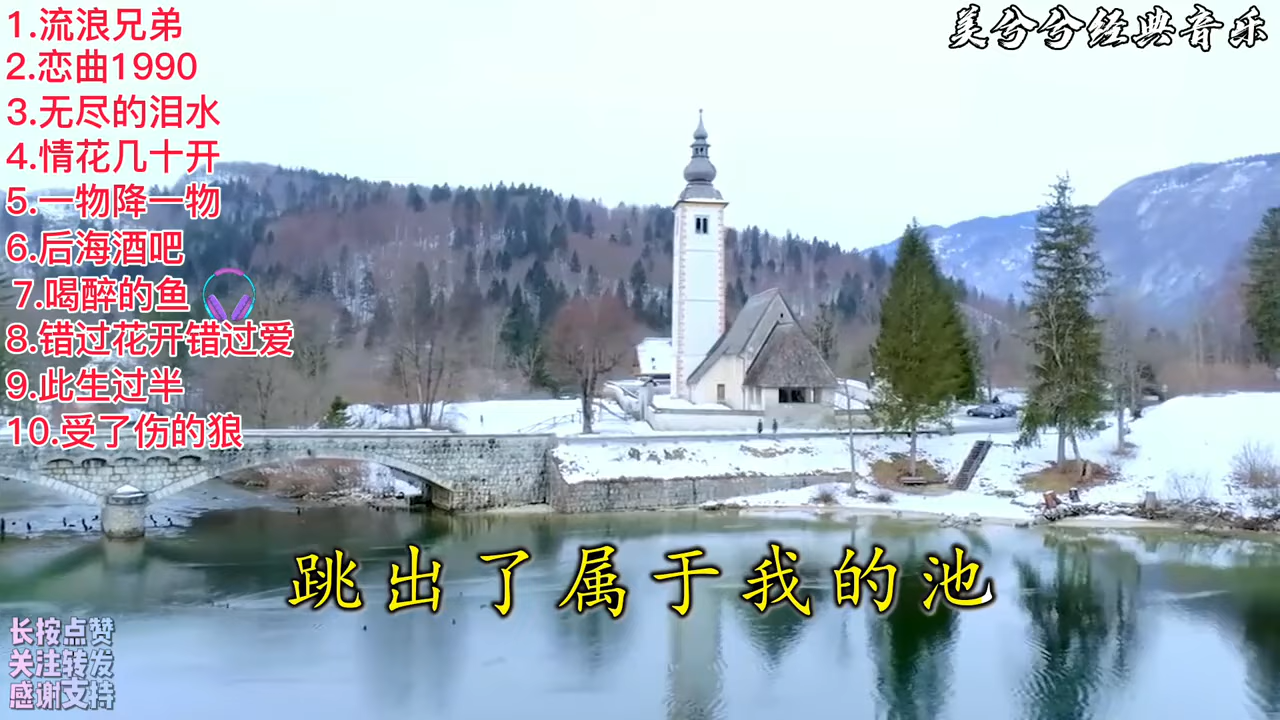 1.流浪兄弟
2.恋曲1990
3.无尽的泪水
4.情花几十开
5.一物降一物
6.后海酒吧
7.喝醉的鱼
8.错过花开错过爱
9.此生过半
10.受了伤的狼
美兮兮经典音乐
跳出了属于我的池
长按点赞
关注转发
感谢支持